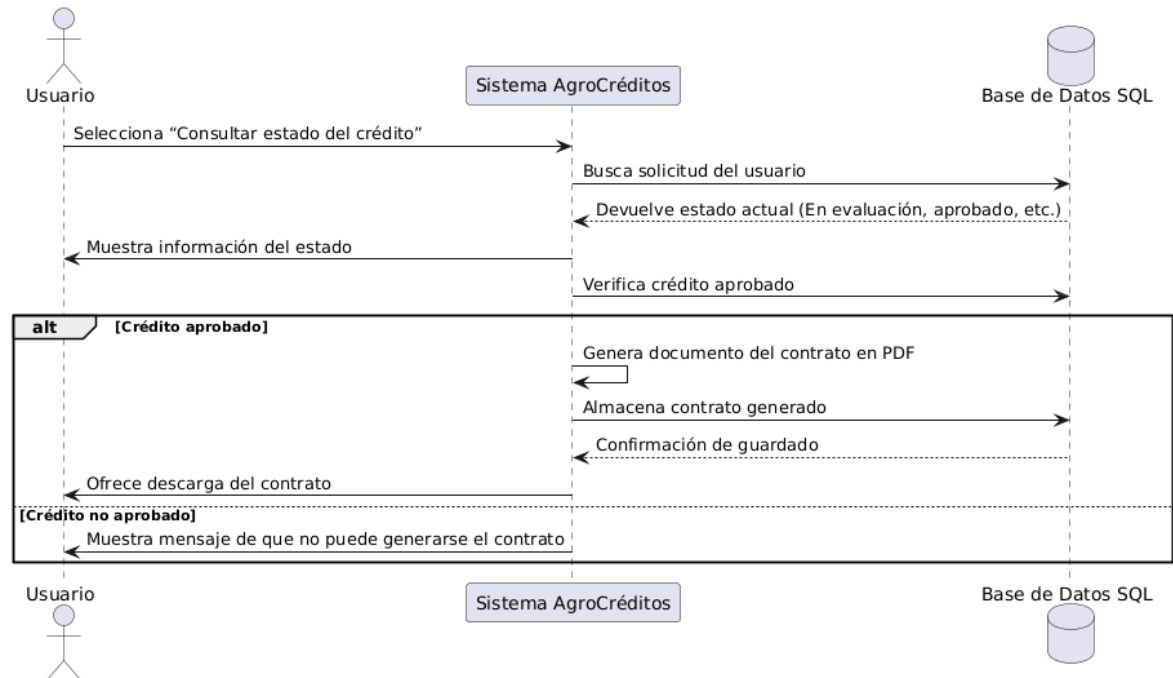 Usuario
Sistema AgroCréditos
Base de Datos SQL
Selecciona “Consultar estado del crédito”
Busca solicitud del usuario
Devuelve estado actual (En evaluación, aprobado, etc.)
Muestra información del estado
Verifica crédito aprobado
alt [Crédito aprobado]
Genera documento del contrato en PDF
Almacena contrato generado
Confirmación de guardado
Ofrece descarga del contrato
[Crédito no aprobado]
Muestra mensaje de que no puede generarse el contrato
Usuario
Sistema AgroCréditos
Base de Datos SQL